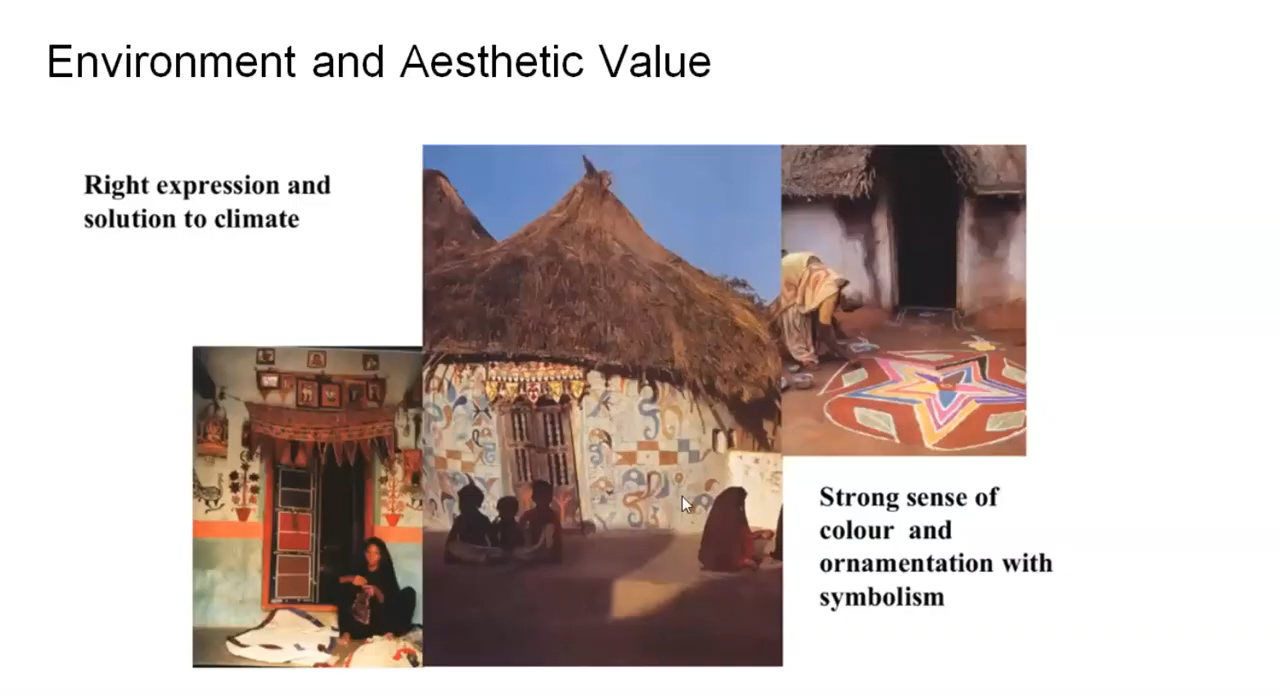 Environment and Aesthetic Value
Right expression and
solution to climate
Strong sense of
colour and
ornamentation with
symbolism